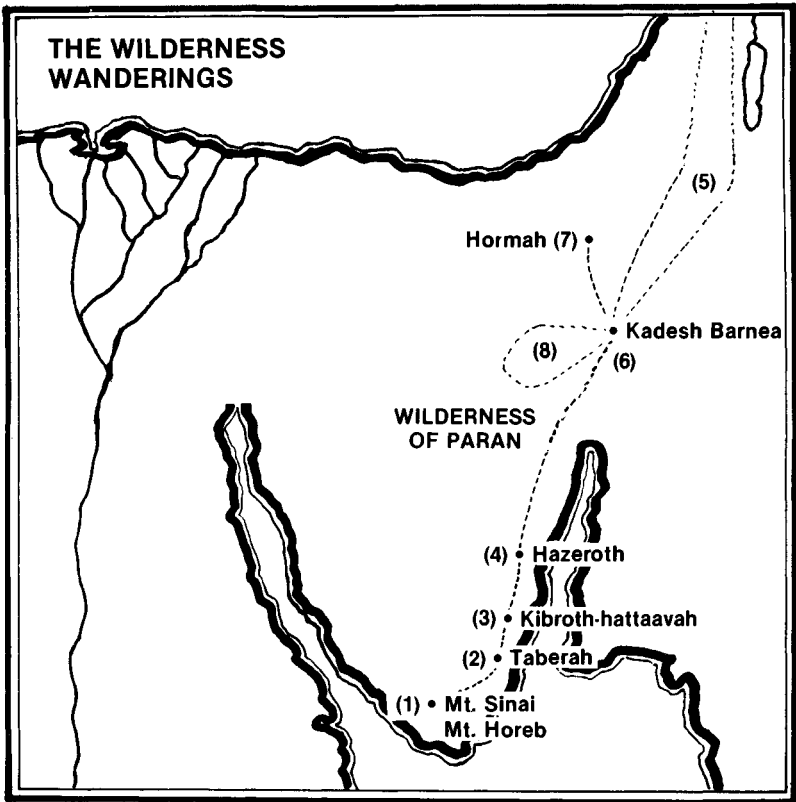 THE WILDERNESS
WANDERINGS
(5)
Hormah (7)
Kadesh Barnea
(8)
(6)
WILDERNESS
OF PARAN
(4) Hazeroth
(3) Kibroth-hattaavah
(2) Taberah
(1) Mt. Sinai
Mt. Horeb